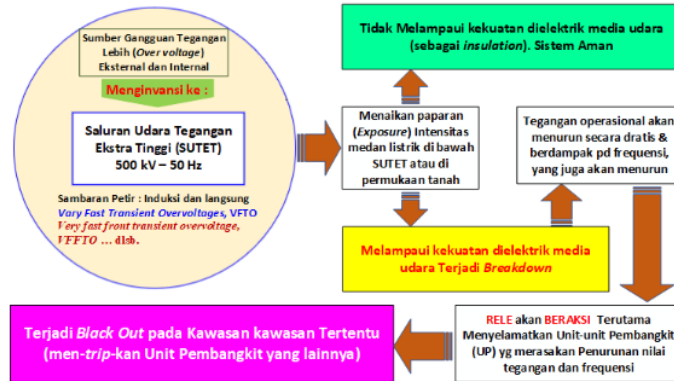 Sumber Gangguan Tegangan
Lebih (Over voltage)
Eksternal dan Internal
Menginvansi ke :
Saluran Udara Tegangan
Ekstra Tinggi (SUTET)
500 kV – 50 Hz
Sambaran Petir : Induksi dan langsung
Vary Fast Transient Overvoltages, VFTO
Very fast front transient overvoltage,
VFFTO ... dlsb.
Tidak Melampaui kekuatan dielektrik media udara
(sebagai insulation). Sistem Aman
Menaikan paparan
(Exposure) Intensitas
medan listrik di bawah
SUTET atau di
permukaan tanah
Melampaui kekuatan dielektrik media
udara Terjadi Breakdown
Tegangan operasional akan
menurun secara dratis &
berdampak pd frekuensi,
yang juga akan menurun
RELE akan BERAKSI Terutama
Menyelamatkan Unit-unit Pembangkit
(UP) yg merasakan Penurunan nilai
tegangan dan frekuensi
Terjadi Black Out pada Kawasan kawasan Tertentu
(men-trip-kan Unit Pembangkit yang lainnya)